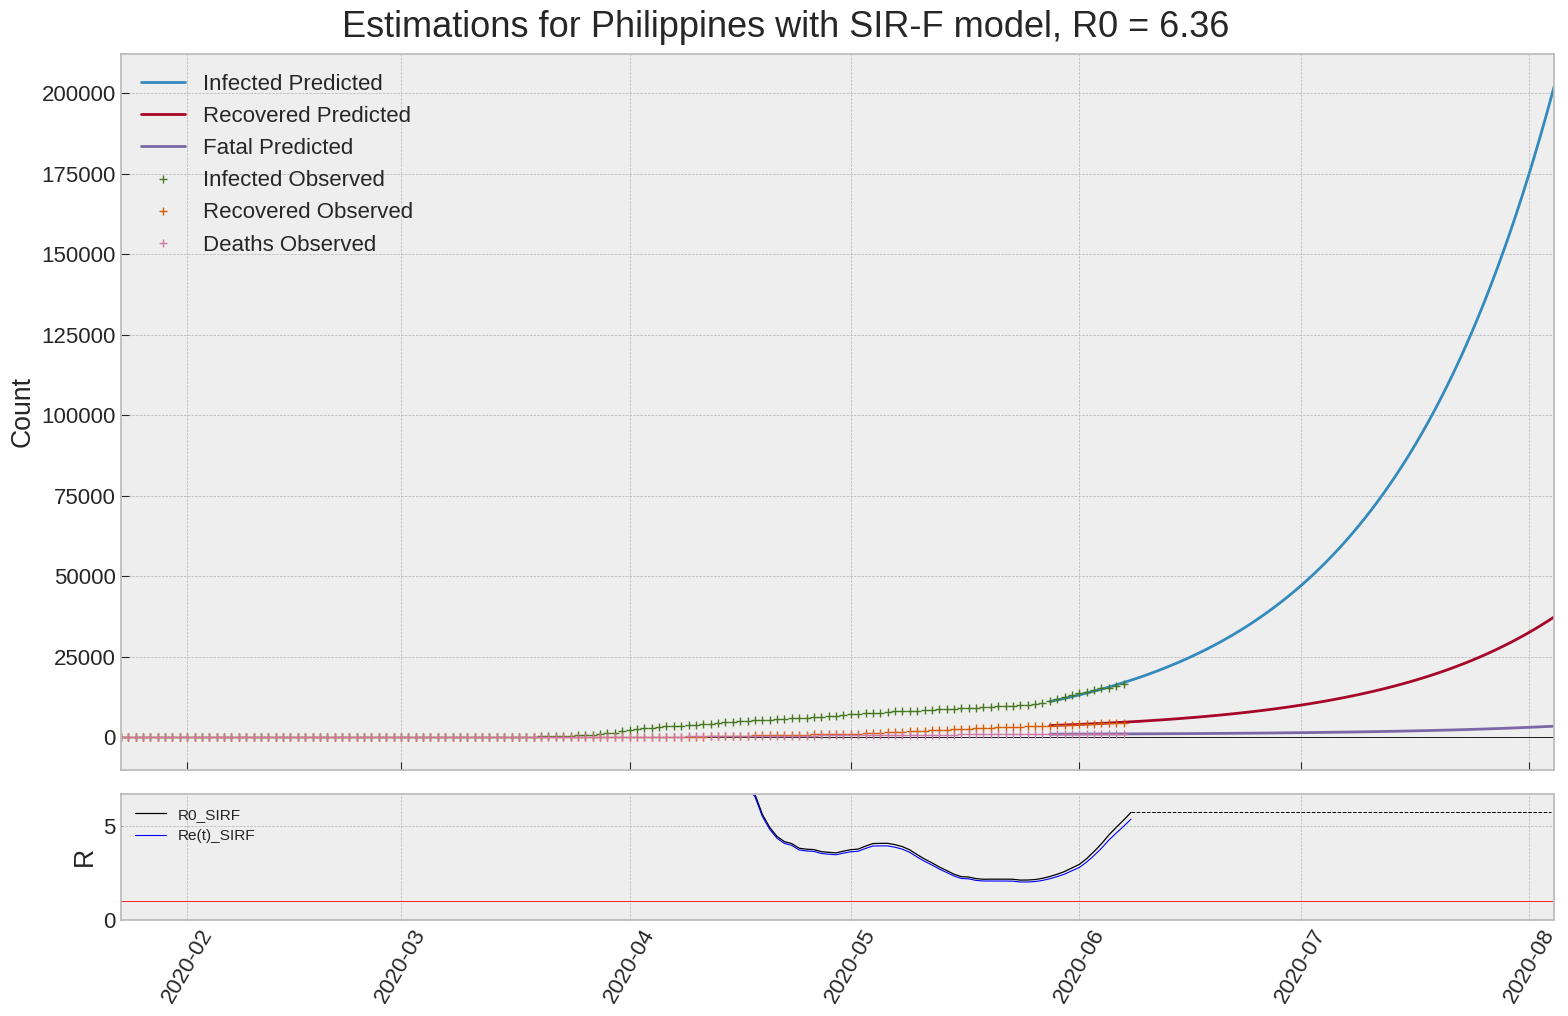 Estimations for Philippines with SIR-F model, R0 = 6.36
Infected Predicted
Recovered Predicted
Fatal Predicted
Infected Observed
Recovered Observed
Deaths Observed
200000
175000
150000
125000
100000
75000
50000
25000
0
Count
R0_SIRF
Re(t)_SIRF
5
0
R
2020-02
2020-03
2020-04
2020-05
2020-06
2020-07
2020-08